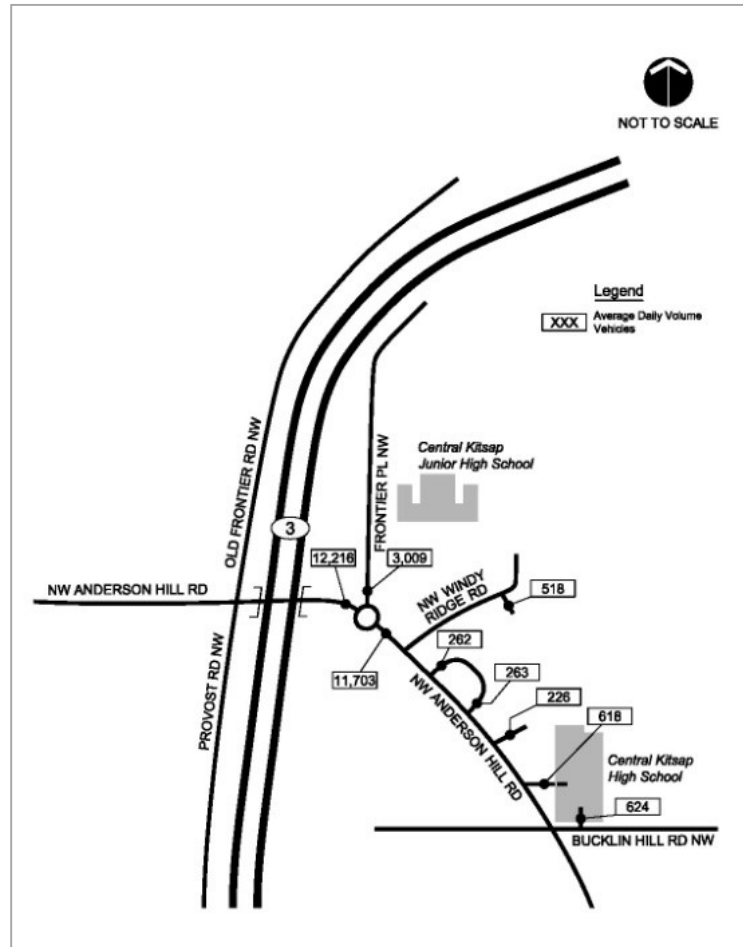 NOT TO SCALE
Legend
XXX
Average Daily Volume
Vehicles
OLD FRONTIER RD NW
FRONTIER PL NW
Central Kitsap
Junior High School
3
12,216
3,009
NW ANDERSON HILL RD
NW WINDY
RIDGE RD
518
262
11,703
263
226
NW ANDERSON HILL RD
618
PROVOST RD NW
Central Kitsap
High School
624
BUCKLIN HILL RD NW